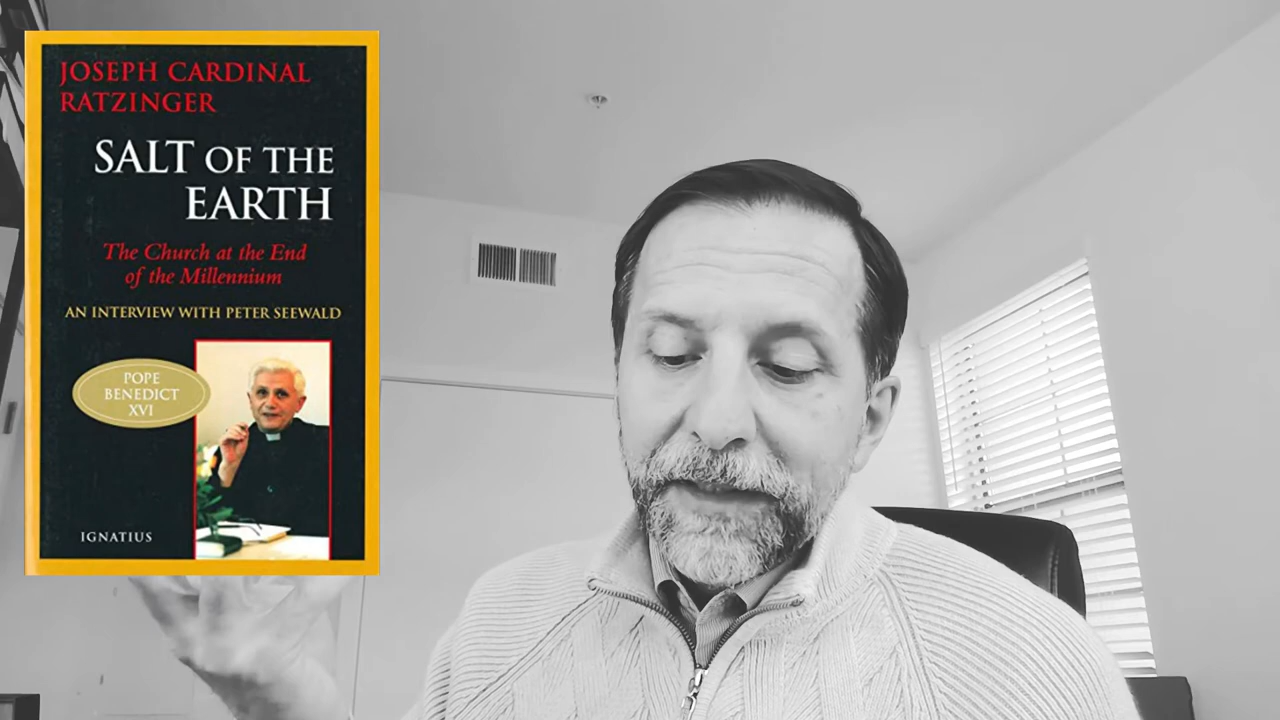 JOSEPH CARDINAL
RATZINGER
SALT OF THE
EARTH
The Church at the End
of the Millennium
AN INTERVIEW WITH PETER SEEWALD
POPE
BENEDICT
XVI
IGNATIUS